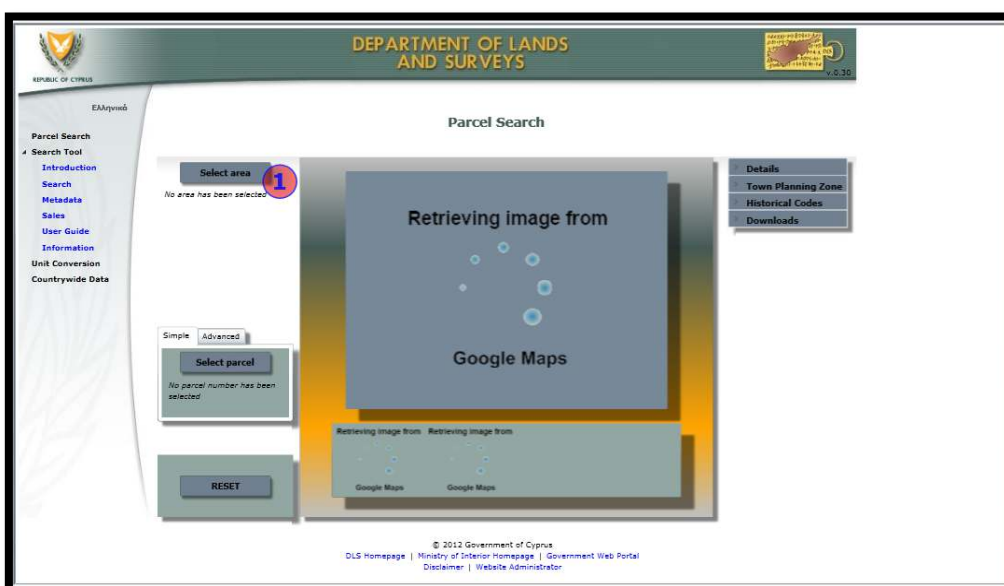 REPUBLIC OF CYPRUS
DEPARTMENT OF LANDS
AND SURVEYS
v.0.30
Ελληνικά
Parcel Search
Search Tool
Introduction
Search
Metadata
Sales
User Guide
Information
Unit Conversion
Countrywide Data
Parcel Search
Select area
1
No area has been selected
Simple
Advanced
Select parcel
No parcel number has been
selected
RESET
Retrieving image from
Google Maps
Retrieving image from Retrieving image from
Google Maps Google Maps
Details
Town Planning Zone
Historical Codes
Downloads
© 2012 Government of Cyprus
DLS Homepage | Ministry of Interior Homepage | Government Web Portal
Disclaimer | Website Administrator